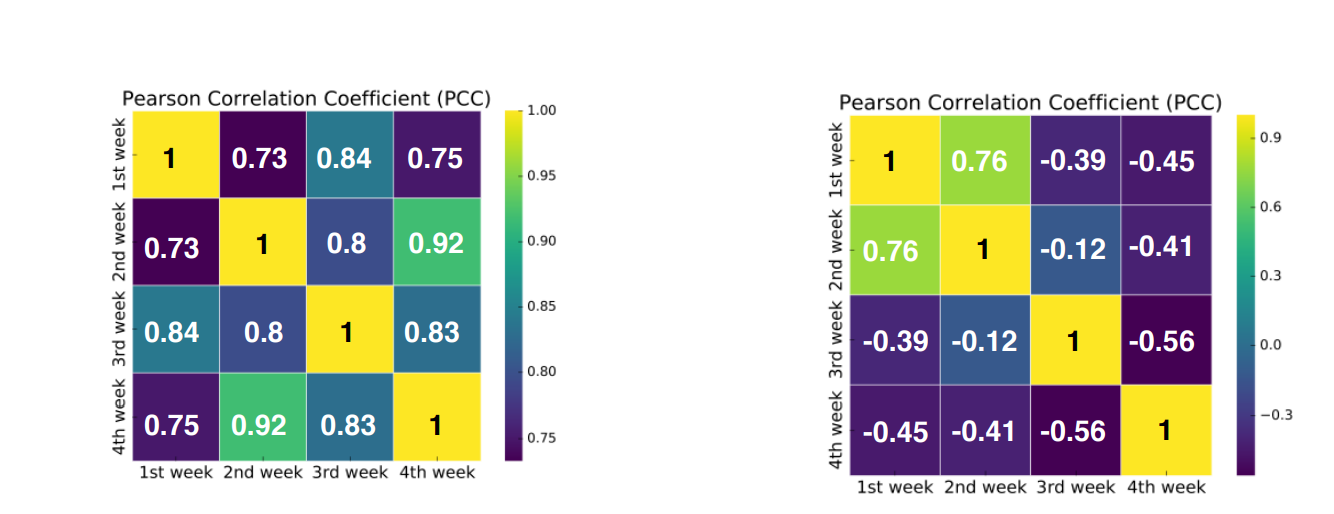 Pearson Correlation Coefficient (PCC)
1st week 1 0.73 0.84 0.75
2nd week 0.73 1 0.8 0.92
3rd week 0.84 0.8 1 0.83
4th week 0.75 0.92 0.83 1
1st week 2nd week 3rd week 4th week
1.00
0.95
0.90
0.85
0.80
0.75
Pearson Correlation Coefficient (PCC)
1st week 1 0.76 -0.39 -0.45
2nd week 0.76 1 -0.12 -0.41
3rd week -0.39 -0.12 1 -0.56
4th week -0.45 -0.41 -0.56 1
1st week 2nd week 3rd week 4th week
0.9
0.6
0.3
0.0
−0.3